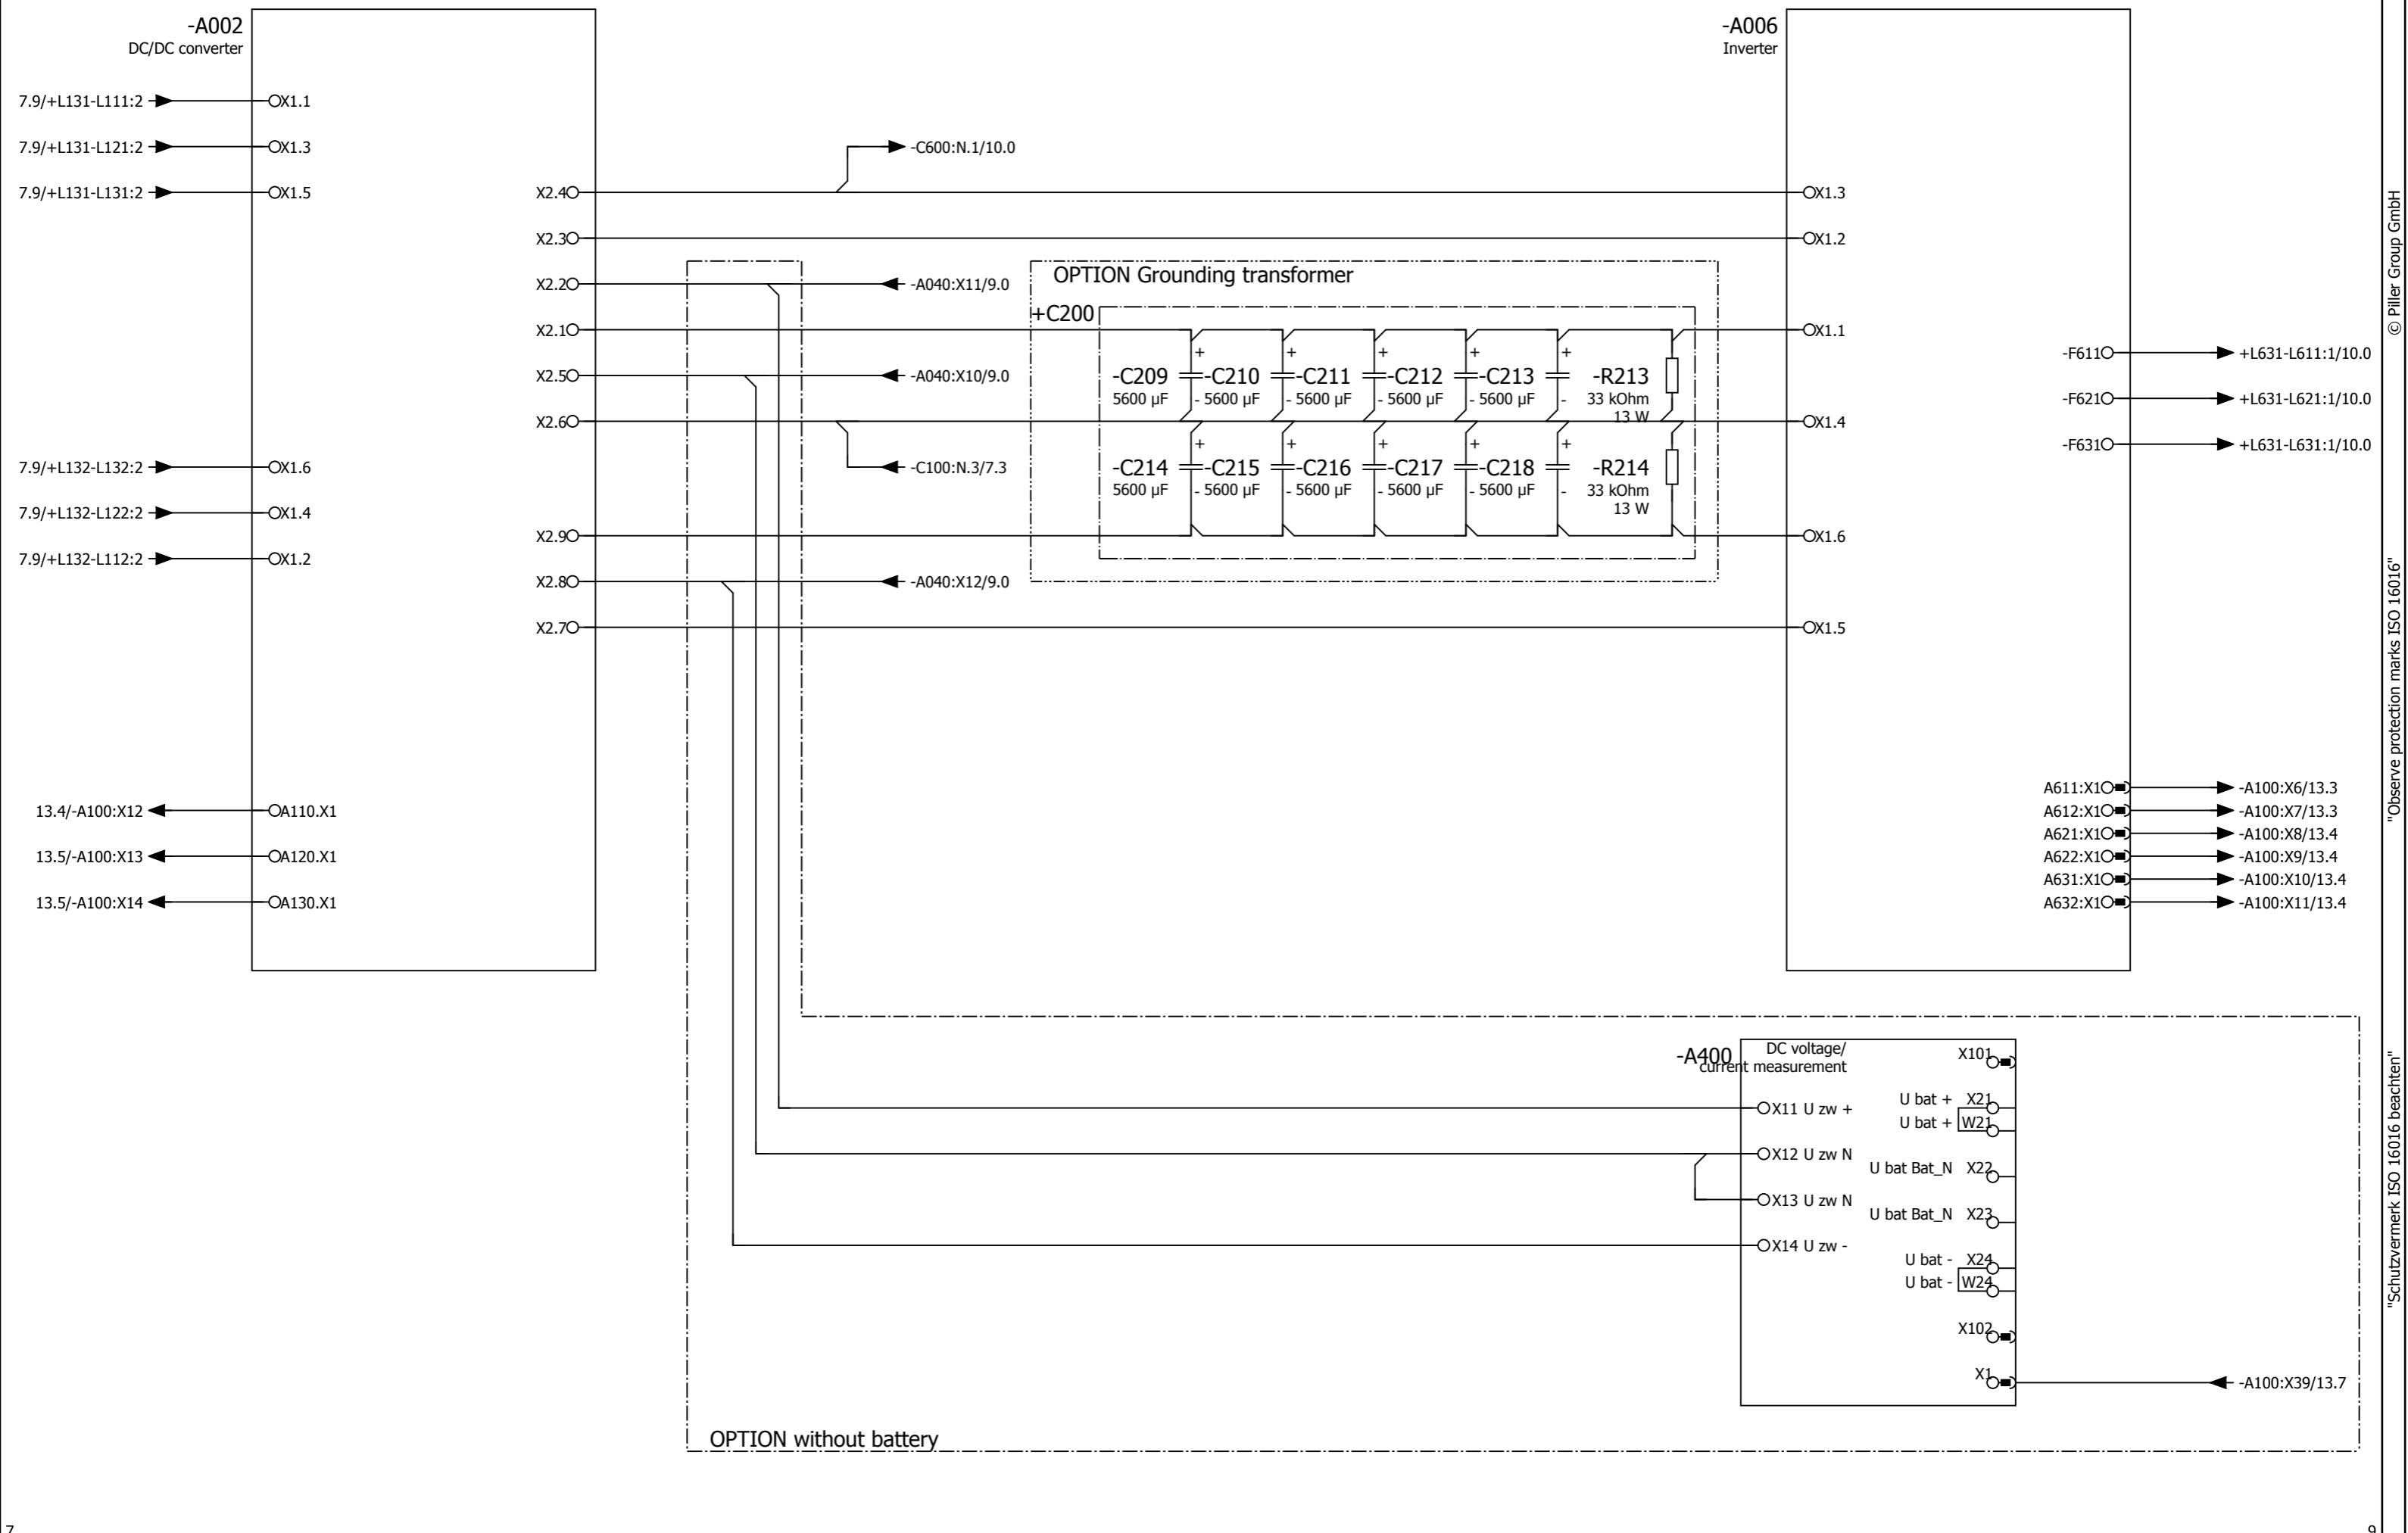 -A002
DC/DC converter
7.9/+L131-L111:2
X1.1
7.9/+L131-L121:2
X1.3
7.9/+L131-L131:2
X1.5
X2.4
X2.3
X2.2
X2.1
X2.5
X2.6
7.9/+L132-L132:2
X1.6
7.9/+L132-L122:2
X1.4
7.9/+L132-L112:2
X1.2
X2.9
X2.8
X2.7
13.4/-A100:X12
A110.X1
13.5/-A100:X13
A120.X1
13.5/-A100:X14
A130.X1
-C600:N.1/10.0
-A040:X11/9.0
-A040:X10/9.0
-C100:N.3/7.3
-A040:X12/9.0
OPTION Grounding transformer
+C200
+ + + + +
-C209 -C210 -C211 -C212 -C213 -R213
5600 µF - 5600 µF - 5600 µF - 5600 µF - 5600 µF - 33 kOhm
13 W
+ + + + +
-C214 -C215 -C216 -C217 -C218 -R214
5600 µF - 5600 µF - 5600 µF - 5600 µF - 5600 µF - 33 kOhm
13 W
-A006
Inverter
X1.3
X1.2
X1.1
X1.4
X1.6
X1.5
-F611
+L631-L611:1/10.0
-F621
+L631-L621:1/10.0
-F631
+L631-L631:1/10.0
A611:X1
-A100:X6/13.3
A612:X1
-A100:X7/13.3
A621:X1
-A100:X8/13.4
A622:X1
-A100:X9/13.4
A631:X1
-A100:X10/13.4
A632:X1
-A100:X11/13.4
-A400
DC voltage/
current measurement
X101
X11 U zw +
U bat + X21
U bat + W21
X12 U zw N
U bat Bat_N X22
X13 U zw N
U bat Bat_N X23
X14 U zw -
U bat - X24
U bat - W24
X102
X1
-A100:X39/13.7
OPTION without battery
© Piller Group GmbH
"Observe protection marks ISO 16016"
"Schutzvermerk ISO 16016 beachten"
7
9